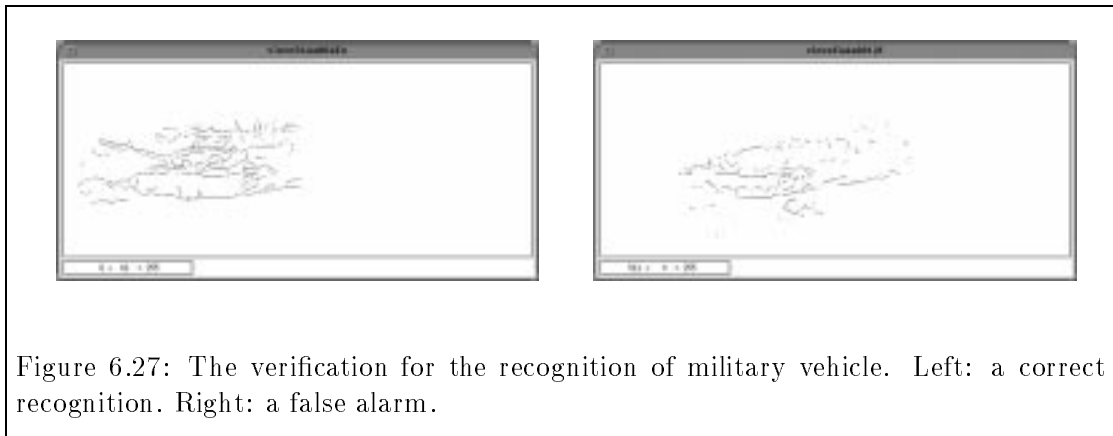 Figure 6.27: The verification for the recognition of military vehicle. Left: a correct
recognition. Right: a false alarm.